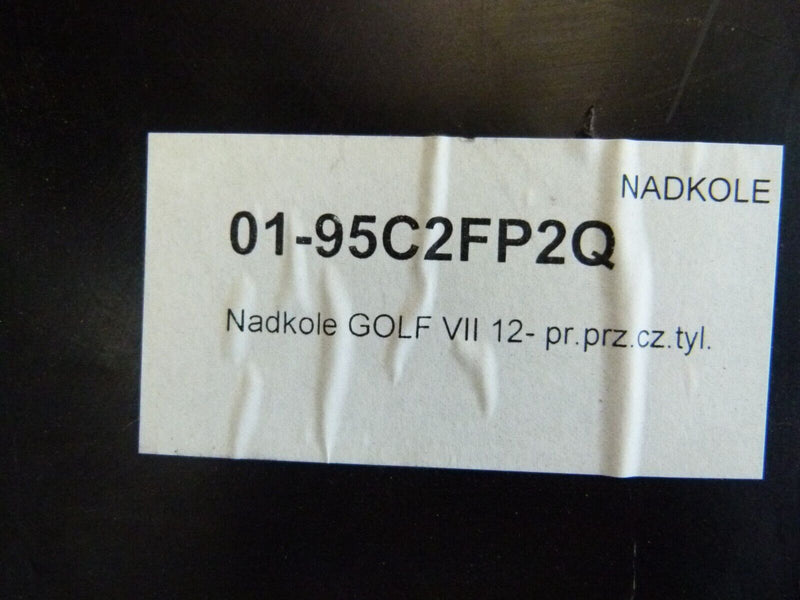 NADKOLE
01-95C2FP2Q
Nadkole GOLF VII 12- pr.prz.cz.tyl.